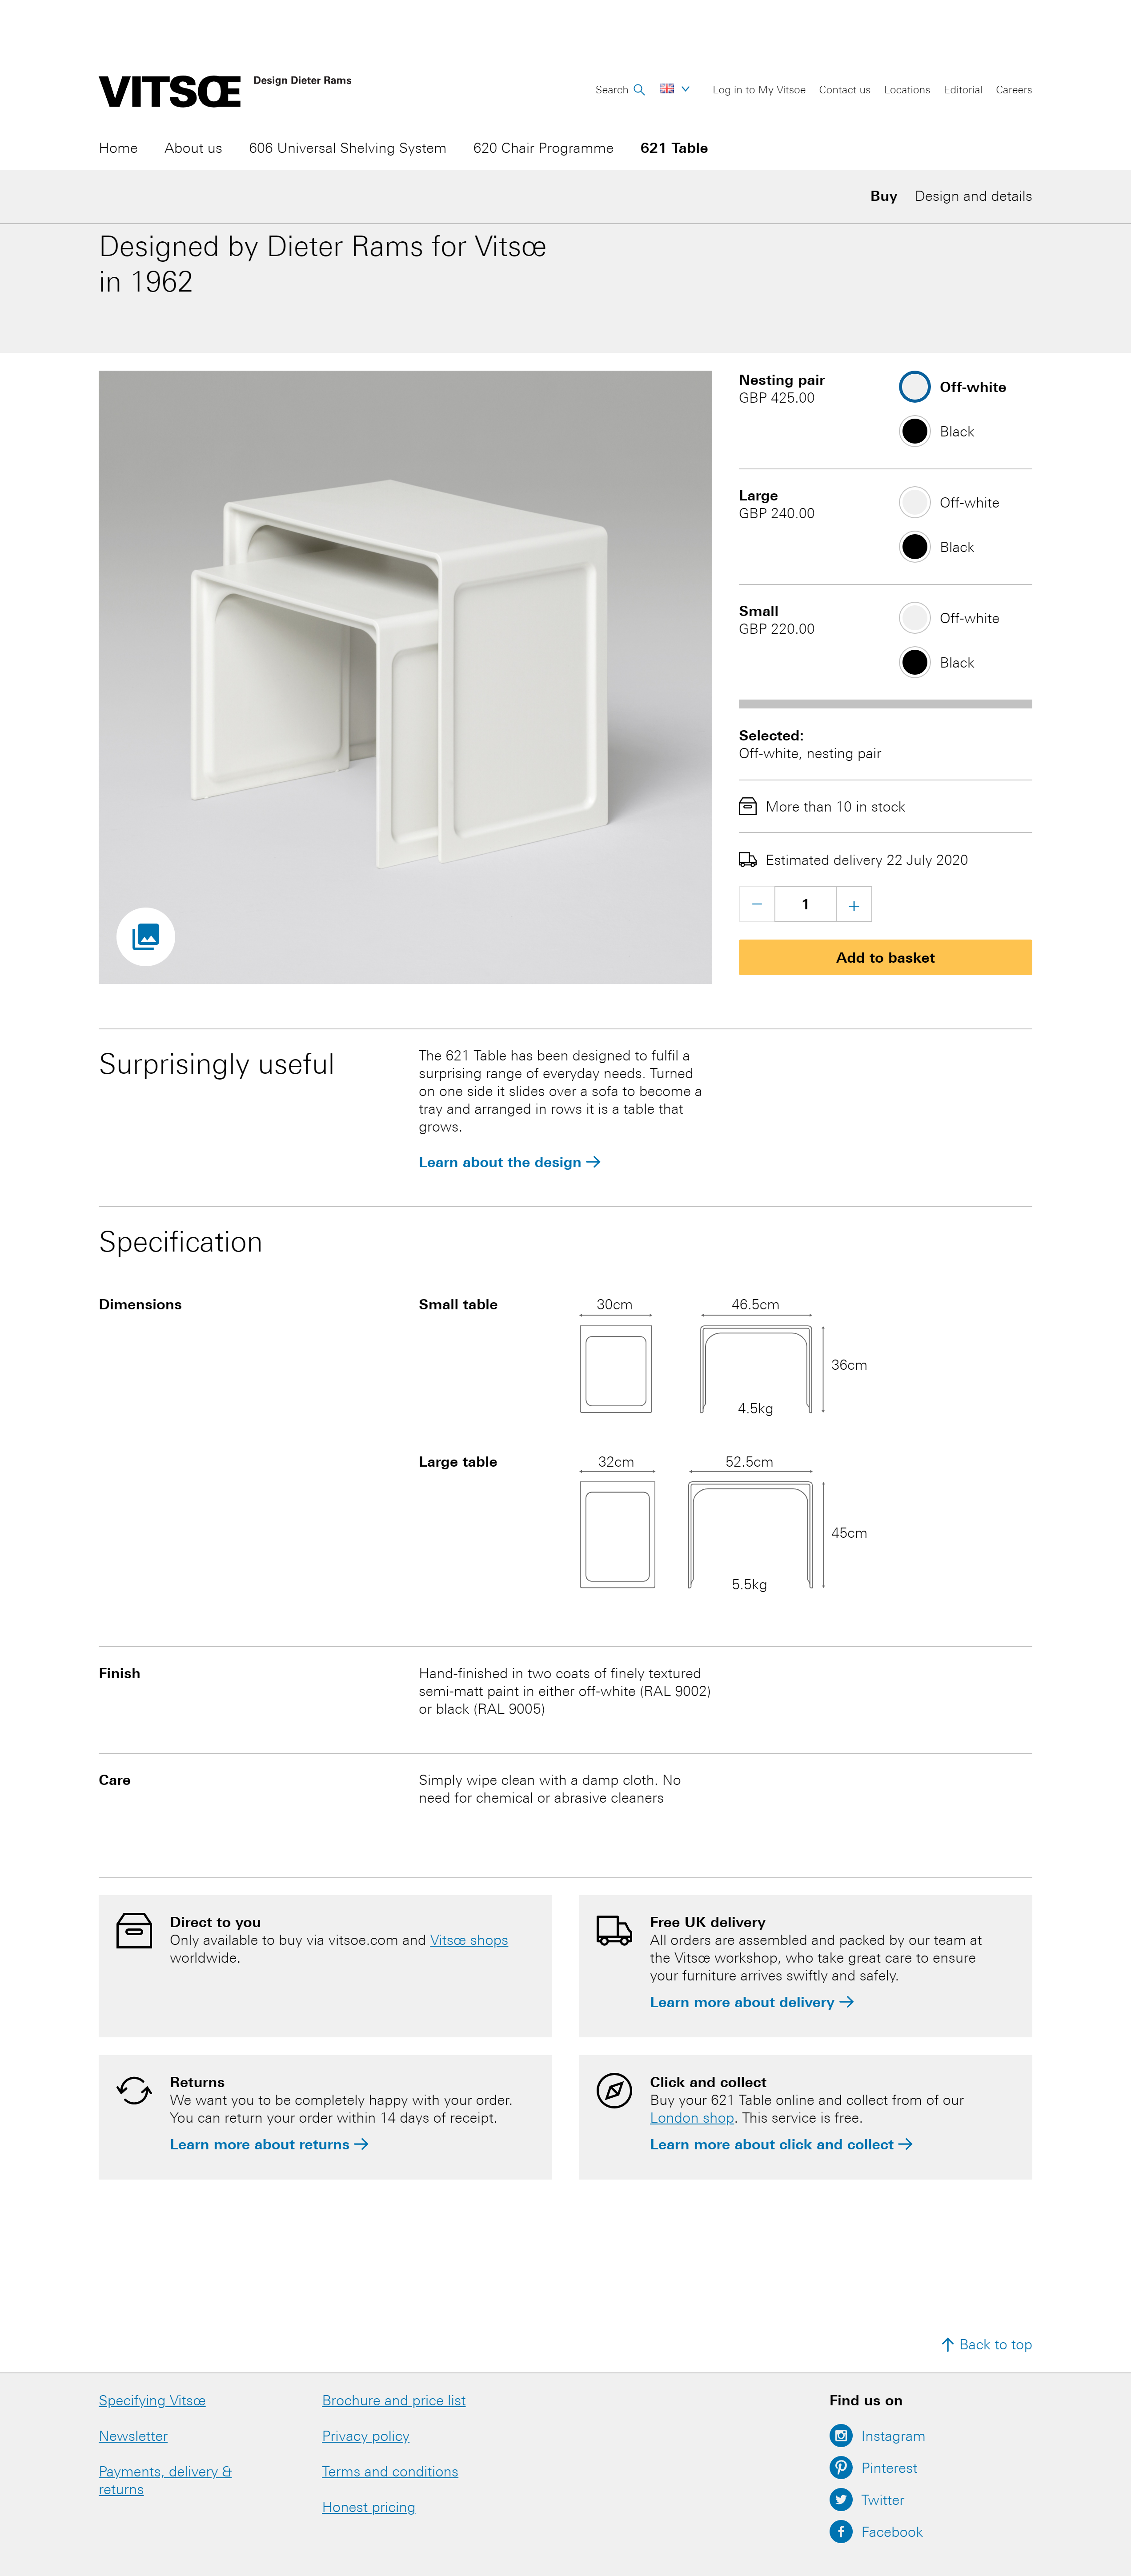 VITSŒ
Design Dieter Rams
Search
Log in to My Vitsoe
Contact us
Locations
Editorial
Careers
Home
About us
606 Universal Shelving System
620 Chair Programme
621 Table
Buy
Design and details
Designed by Dieter Rams for Vitsœ
in 1962
Nesting pair
GBP 425.00
Off-white
Black
Large
GBP 240.00
Off-white
Black
Small
GBP 220.00
Off-white
Black
Selected:
Off-white, nesting pair
More than 10 in stock
Estimated delivery 22 July 2020
1
Add to basket
Surprisingly useful
The 621 Table has been designed to fulfil a
surprising range of everyday needs. Turned
on one side it slides over a sofa to become a
tray and arranged in rows it is a table that
grows.
Learn about the design
Specification
Dimensions
Small table
30cm
46.5cm
36cm
4.5kg
Large table
32cm
52.5cm
45cm
5.5kg
Finish
Hand-finished in two coats of finely textured
semi-matt paint in either off-white (RAL 9002)
or black (RAL 9005)
Care
Simply wipe clean with a damp cloth. No
need for chemical or abrasive cleaners
Direct to you
Only available to buy via vitsoe.com and Vitsœ shops
worldwide.
Free UK delivery
All orders are assembled and packed by our team at
the Vitsœ workshop, who take great care to ensure
your furniture arrives swiftly and safely.
Learn more about delivery
Returns
We want you to be completely happy with your order.
You can return your order within 14 days of receipt.
Learn more about returns
Click and collect
Buy your 621 Table online and collect from of our
London shop. This service is free.
Learn more about click and collect
Back to top
Specifying Vitsœ
Newsletter
Payments, delivery &
returns
Brochure and price list
Privacy policy
Terms and conditions
Honest pricing
Find us on
Instagram
Pinterest
Twitter
Facebook